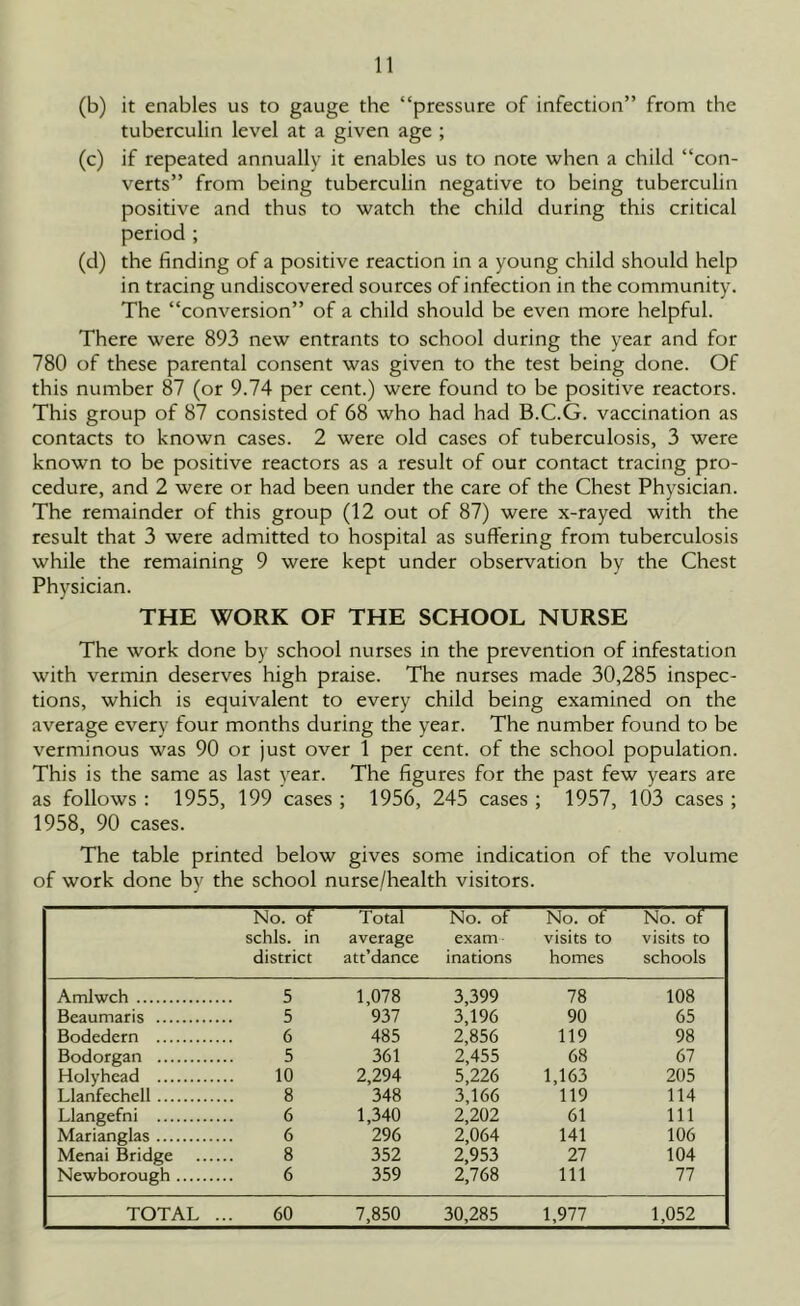 11
(b) it enables us to gauge the “pressure of infection” from the
tuberculin level at a given age ;
(c) if repeated annually it enables us to note when a child “con-
verts” from being tuberculin negative to being tuberculin
positive and thus to watch the child during this critical
period ;
(d) the finding of a positive reaction in a young child should help
in tracing undiscovered sources of infection in the community.
The “conversion” of a child should be even more helpful.
There were 893 new entrants to school during the year and for
780 of these parental consent was given to the test being done. Of
this number 87 (or 9.74 per cent.) were found to be positive reactors.
This group of 87 consisted of 68 who had had B.C.G. vaccination as
contacts to known cases. 2 were old cases of tuberculosis, 3 were
known to be positive reactors as a result of our contact tracing pro-
cedure, and 2 were or had been under the care of the Chest Physician.
The remainder of this group (12 out of 87) were x-rayed with the
result that 3 were admitted to hospital as suffering from tuberculosis
while the remaining 9 were kept under observation by the Chest
Physician.
THE WORK OF THE SCHOOL NURSE
The work done by school nurses in the prevention of infestation
with vermin deserves high praise. The nurses made 30,285 inspec-
tions, which is equivalent to every child being examined on the
average every four months during the year. The number found to be
verminous was 90 or just over 1 per cent. of the school population.
This is the same as last year. The figures for the past few years are
as follows : 1955, 199 cases ; 1956, 245 cases ; 1957, 103 cases ;
1958, 90 cases.
The table printed below gives some indication of the volume
of work done by the school nurse/health visitors.
No. of Total No. of No. of No. of
schls. in average exam- visits to visits to
district att’dance inations homes schools
Amlwch ............... 5 1,078 3,399 78 108
Beaumaris ............ 5 937 3,196 90 65
Bodedern ............ 6 485 2,856 119 98
Bodorgan ............ 5 361 2,455 68 67
Holyhead ............ 10 2,294 5,226 1,163 205
Llanfechell ............ 8 348 3,166 119 114
Llangefni ............ 6 1,340 2,202 61 111
Marianglas ............ 6 296 2,064 141 106
Menai Bridge ...... 8 352 2,953 27 104
Newborough ......... 6 359 2,768 111 77
TOTAL ... 60 7,850 30,285 1,977 1,052